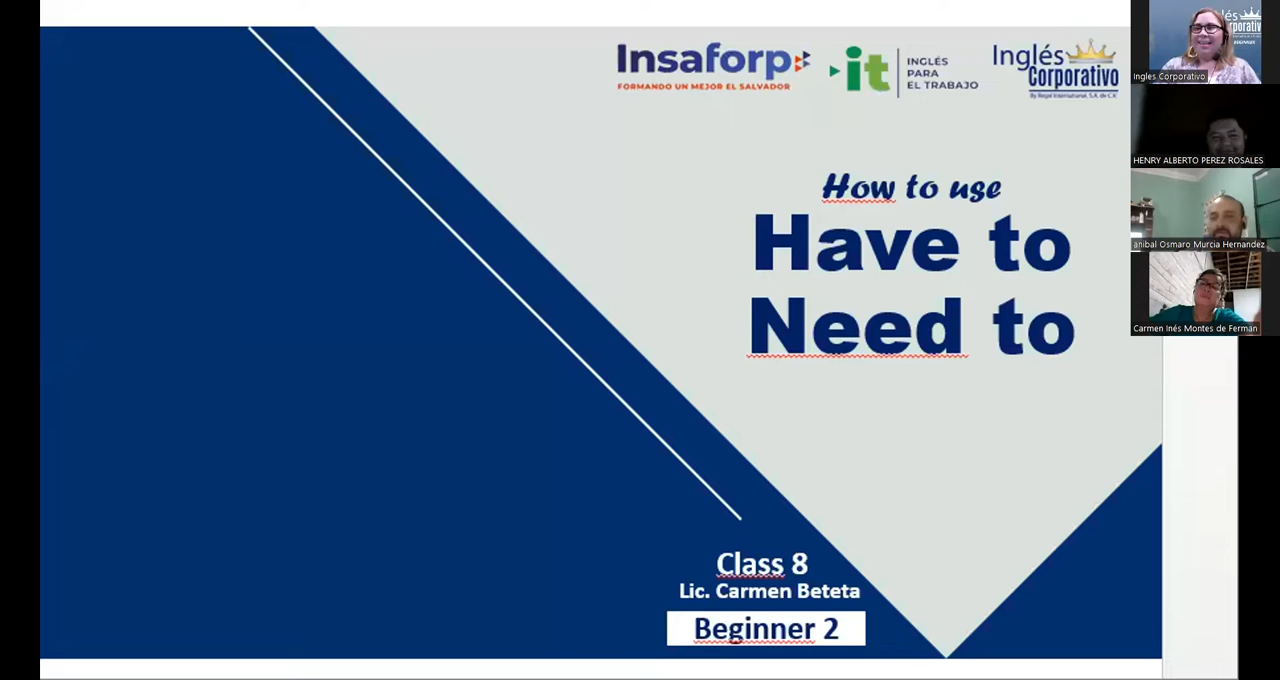 Insaforp
FORMANDO UN MEJOR EL SALVADOR
it
INGLÉS
PARA
EL TRABAJO
Inglés
Corporativo
How to use
Have to
Need to
Class 8
Lic. Carmen Beteta
Beginner 2
Ingles Corporativo
HENRY ALBERTO PEREZ ROSALES
anibal Osmaro Murcia Hernandez
Carmen Inés Montes de Ferman